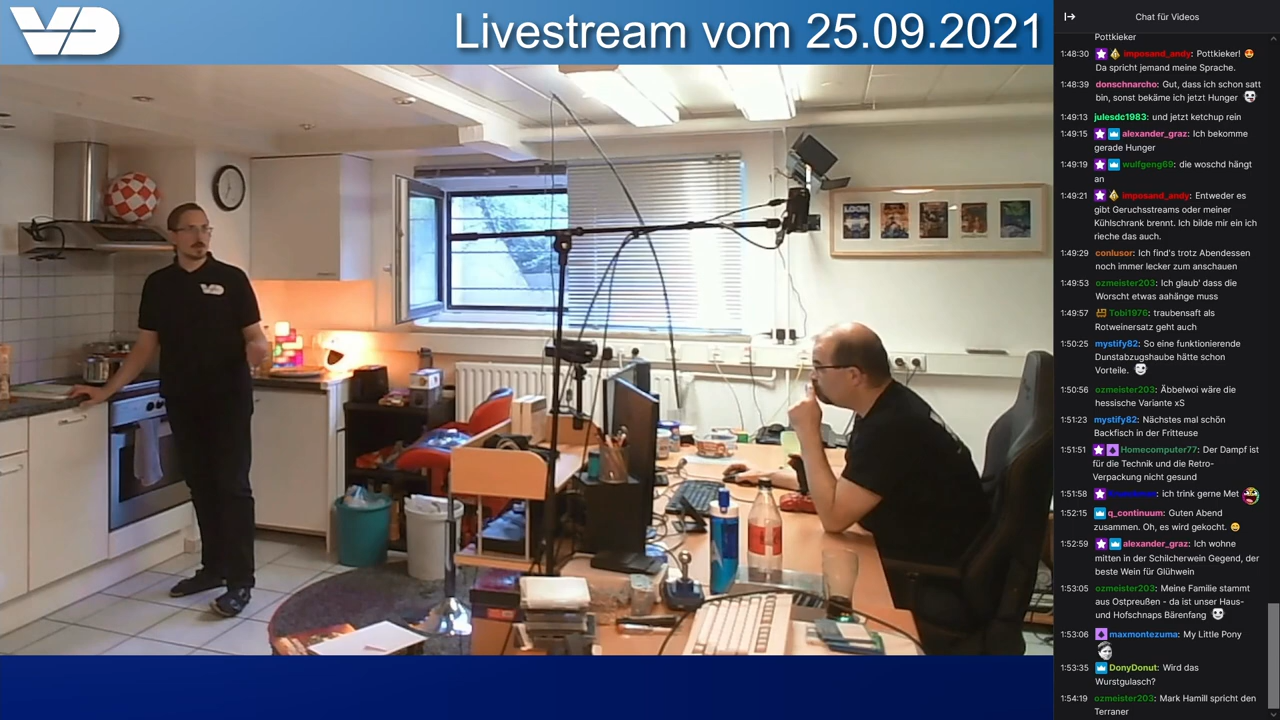 VD
Livestream vom 25.09.2021
Chat für Videos
Pottkieker
1:48:30 imposand_andy: Pottkieker!
Da spricht jemand meine Sprache.
1:48:39 donschnarcho: Gut, dass ich schon satt
bin, sonst bekäme ich jetzt Hunger
1:49:13 julesdc1983: und jetzt ketchup rein
1:49:15 alexander_graz: Ich bekomme
gerade Hunger
1:49:19 wulfgeng69: die woschd hängt
an
1:49:21 imposand_andy: Entweder es
gibt Geruchsstreams oder meiner
Kühlschrank brennt. Ich bilde mir ein ich
rieche das auch.
1:49:29 conlusor: Ich find's trotz Abendessen
noch immer lecker zum anachauen
1:49:53 ozmeister203: Ich glaub' dass die
Worscht etwas aahänge muss
1:49:57 Tobi1976: traubensaft als
Rotweinersatz geht auch
1:50:25 mystify82: So eine funktionierende
Dunstabzugshaube hätte schon
Vorteile.
1:50:56 ozmeister203: Äbbelwoi wäre die
hessische Variante xS
1:51:23 mystify82: Nächstes mal schön
Backfisch in der Fritteuse
1:51:51 Homecomputer77: Der Dampf ist
für die Technik und die Retro-
Verpackung nicht gesund
1:51:58 : ich trink gerne Met
1:52:15 q_continuum: Guten Abend
zusammen. Oh, es wird gekocht.
1:52:59 alexander_graz: Ich wohne
mitten in der Schilcherwein Gegend, der
beste Wein für Glühwein
1:53:05 ozmeister203: Meine Familie stammt
aus Ostpreußen - da ist unser Haus-
und Hofschnaps Bärenfang
1:53:06 maxmontezuma: My Little Pony
1:53:35 DonyDonut: Wird das
Wurstgulasch?
1:54:19 ozmeister203: Mark Hamill spricht den
Terraner
VD
LOOM